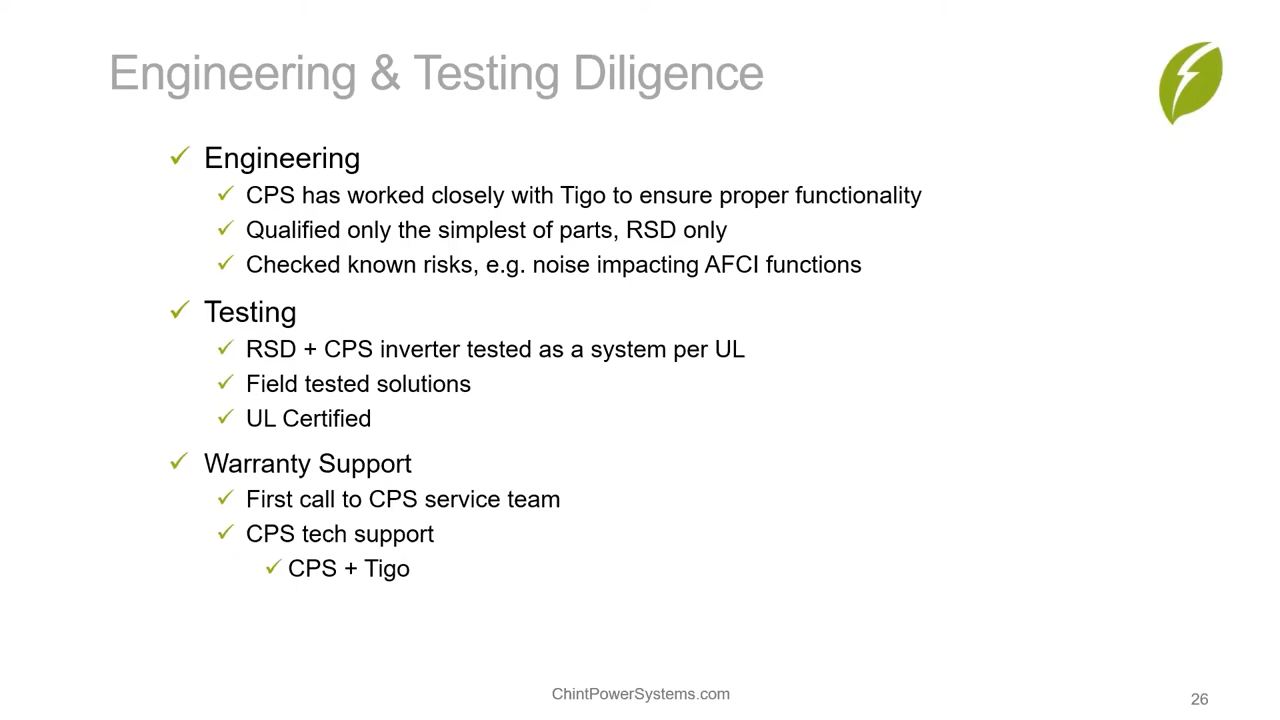 Engineering & Testing Diligence
Engineering
CPS has worked closely with Tigo to ensure proper functionality
Qualified only the simplest of parts, RSD only
Checked known risks, e.g. noise impacting AFCI functions
Testing
RSD + CPS inverter tested as a system per UL
Field tested solutions
UL Certified
Warranty Support
First call to CPS service team
CPS tech support
CPS + Tigo
ChintPowerSystems.com
26